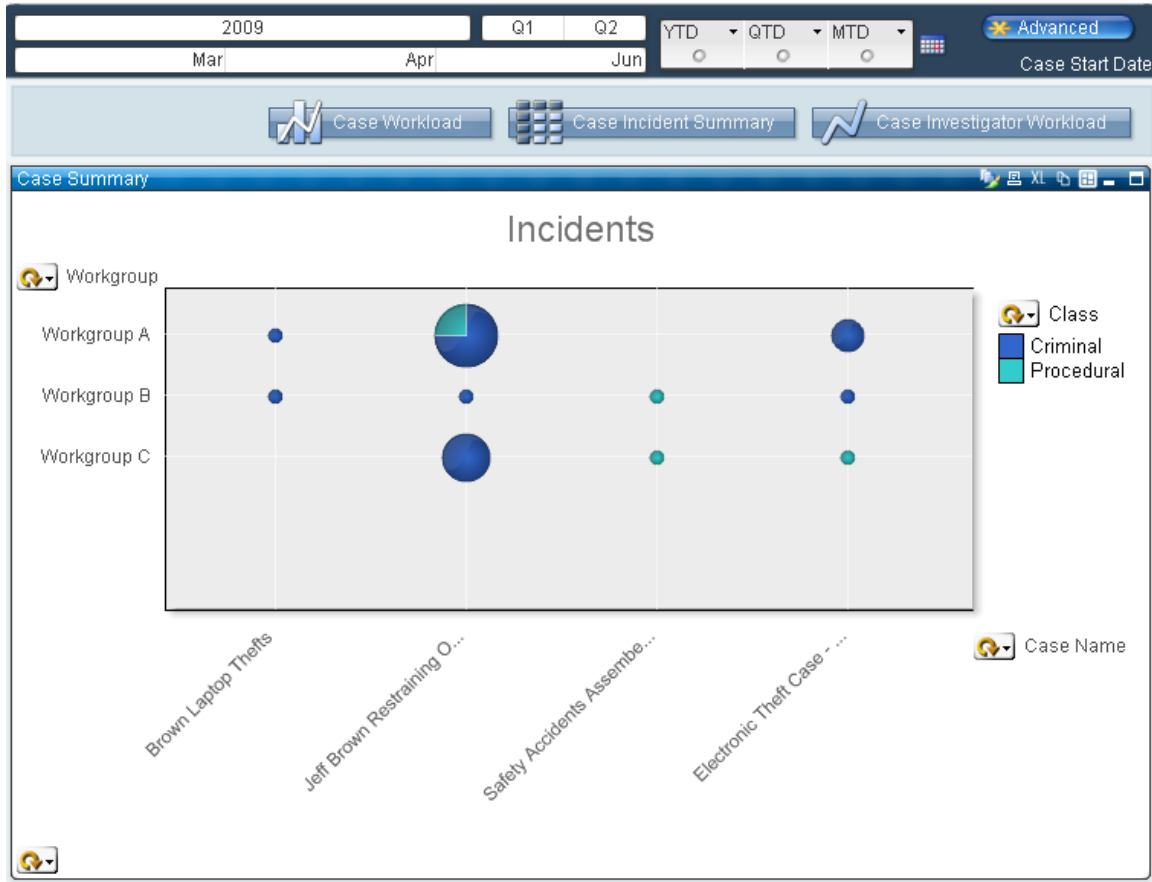 2009 Q1 Q2 YTD QTD MTD Advanced
Mar Apr Jun Case Start Date
Case Workload Case Incident Summary Case Investigator Workload
Case Summary XL
Incidents
Workgroup
Class
Criminal
Procedural
Workgroup A
Workgroup B
Workgroup C
Case Name
Brown Laptop Thefts
Jeff Brown Restraining O...
Safety Accidents Assembe...
Electronic Theft Case - ...